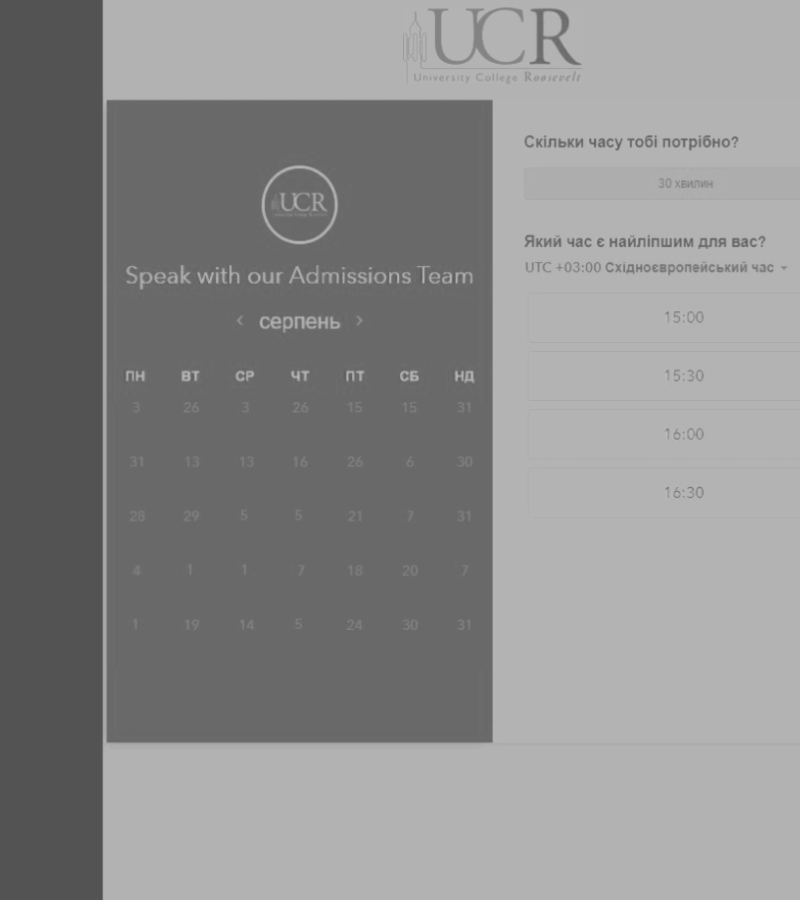 UCR
University College Roosevelt
UCR
Speak with our Admissions Team
< серпень >
ПН ВТ СР ЧТ ПТ СБ НД
3 26 3 26 15 15 31
31 13 13 16 26 6 30
28 29 5 5 21 7 31
4 1 1 7 18 20 7
1 19 14 5 24 30 31
Скільки часу тобі потрібно?
30 хвилин
Який час є найліпшим для вас?
UTC +03:00 Східноєвропейський час
15:00
15:30
16:00
16:30